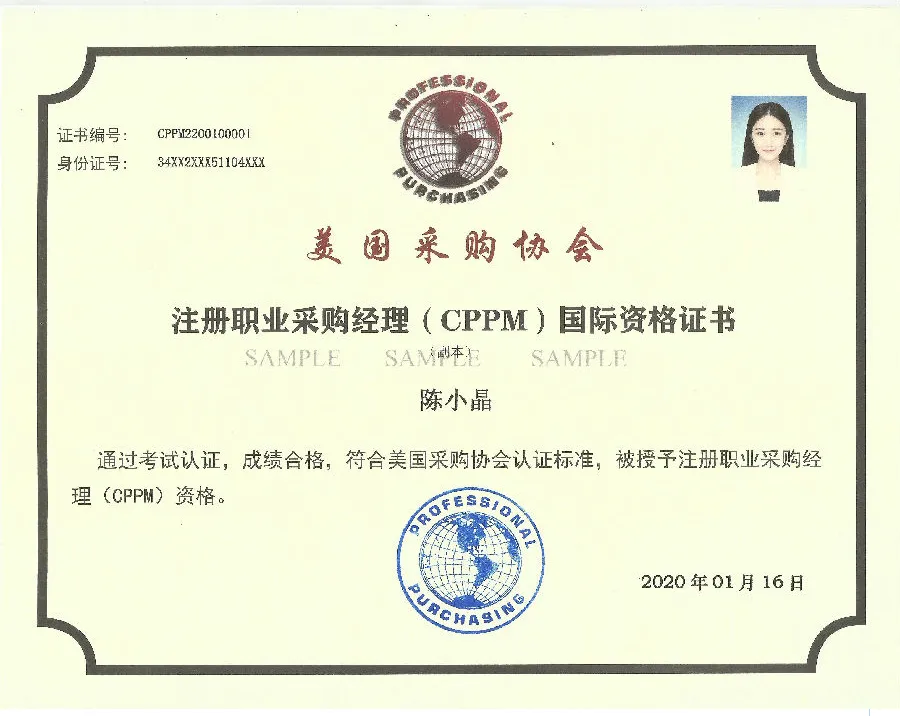 PROFESSIONAL
PURCHASING
证书编号: CPPM2200100001
身份证号: 34XX2XXX51104XXX
美国采购协会
注册职业采购经理（CPPM）国际资格证书
（副本）
SAMPLE SAMPLE SAMPLE
陈小晶
通过考试认证，成绩合格，符合美国采购协会认证标准，被授予注册职业采购经
理（CPPM）资格。
PROFESSIONAL
PURCHASING
2020年01月16日